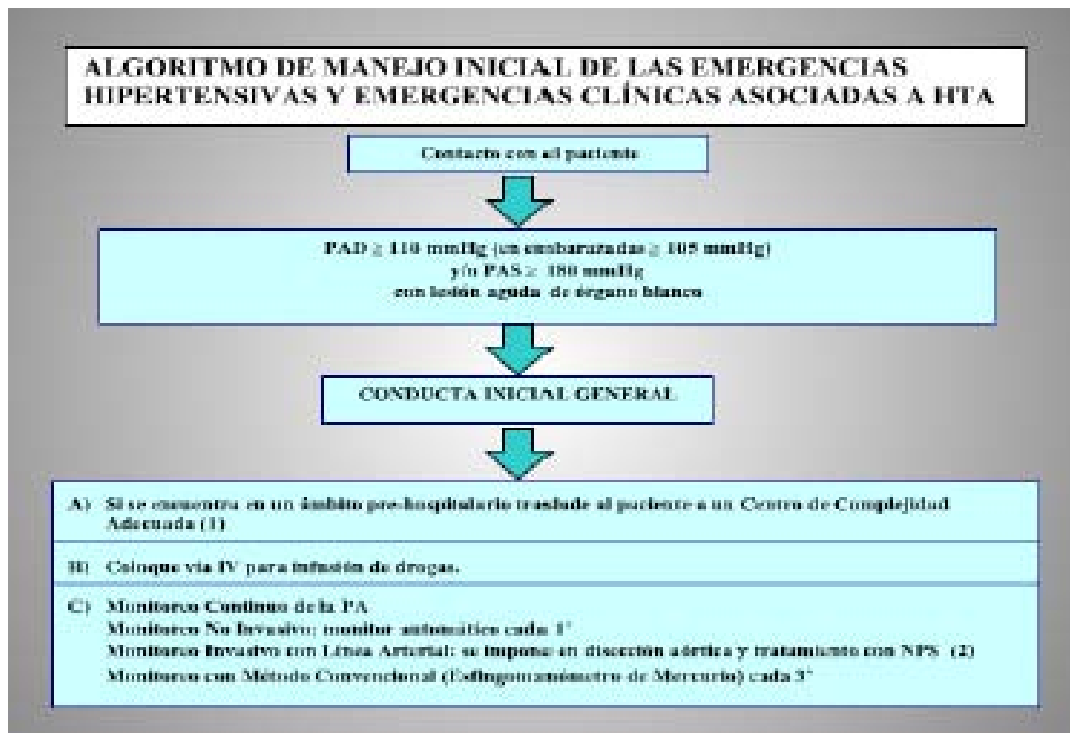 ALGORITMO DE MANEJO INICIAL DE LAS EMERGENCIAS
HIPERTENSIVAS Y EMERGENCIAS CLÍNICAS ASOCIADAS A HTA
Contacto con el paciente
PAD ≥ 110 mmHg (en embarazadas ≥ 105 mmHg)
y/o PAS ≥ 180 mmHg
con lesión aguda de órgano blanco
CONDUCTA INICIAL GENERAL
A) Si se encuentra en un ámbito pre-hospitalario traslade al paciente a un Centro de Complejidad
Adecuada (1)
B) Coloque vía IV para infusión de drogas.
C) Monitoreo Continuo de la PA
Monitoreo No Invasivo: monitor automático cada 1'
Monitoreo Invasivo con Línea Arterial: se impone en disección aórtica y tratamiento con NPS (2)
Monitoreo con Método Convencional (Esfingomanómetro de Mercurio) cada 3'